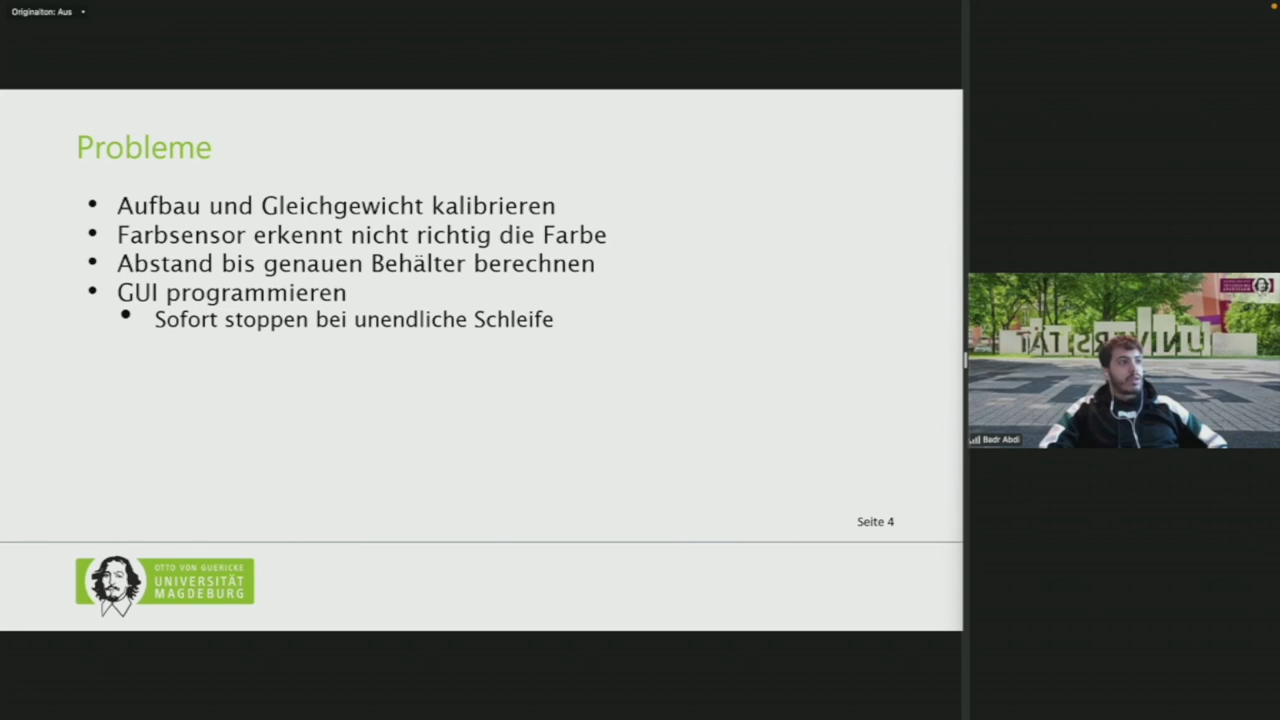 Originalton: Aus
Probleme
• Aufbau und Gleichgewicht kalibrieren
• Farbsensor erkennt nicht richtig die Farbe
• Abstand bis genauen Behälter berechnen
• GUI programmieren
• Sofort stoppen bei unendliche Schleife
Seite 4
OTTO VON GUERICKE
UNIVERSITÄT
MAGDEBURG
UNIVERSITÄT
Badr Abdi